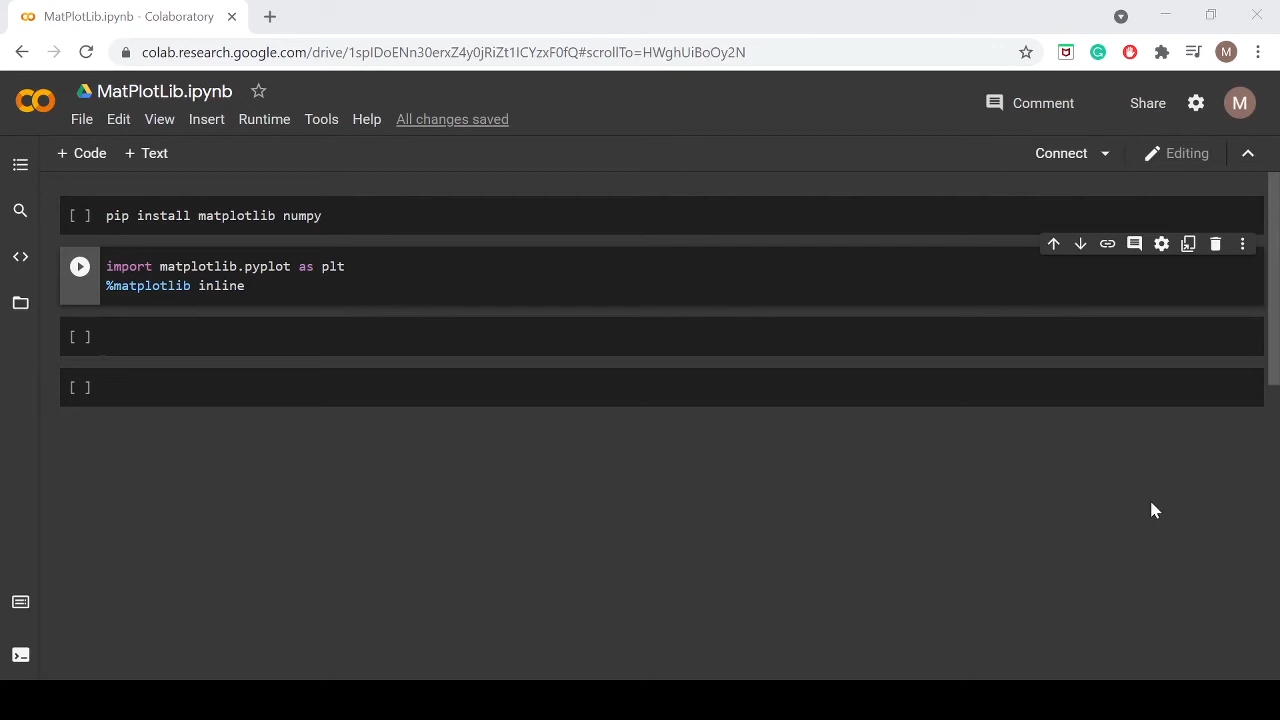 MatPlotLib.ipynb - Colaboratory
colab.research.google.com/drive/1splDoENn30erxZ4y0jRiZt1ICYzxF0fQ#scrollTo=HWghUiBoOy2N
M
MatPlotLib.ipynb
Comment
Share
M
File Edit View Insert Runtime Tools Help All changes saved
+ Code + Text
Connect
Editing
[ ] pip install matplotlib numpy
import matplotlib.pyplot as plt
%matplotlib inline
[ ]
[ ]